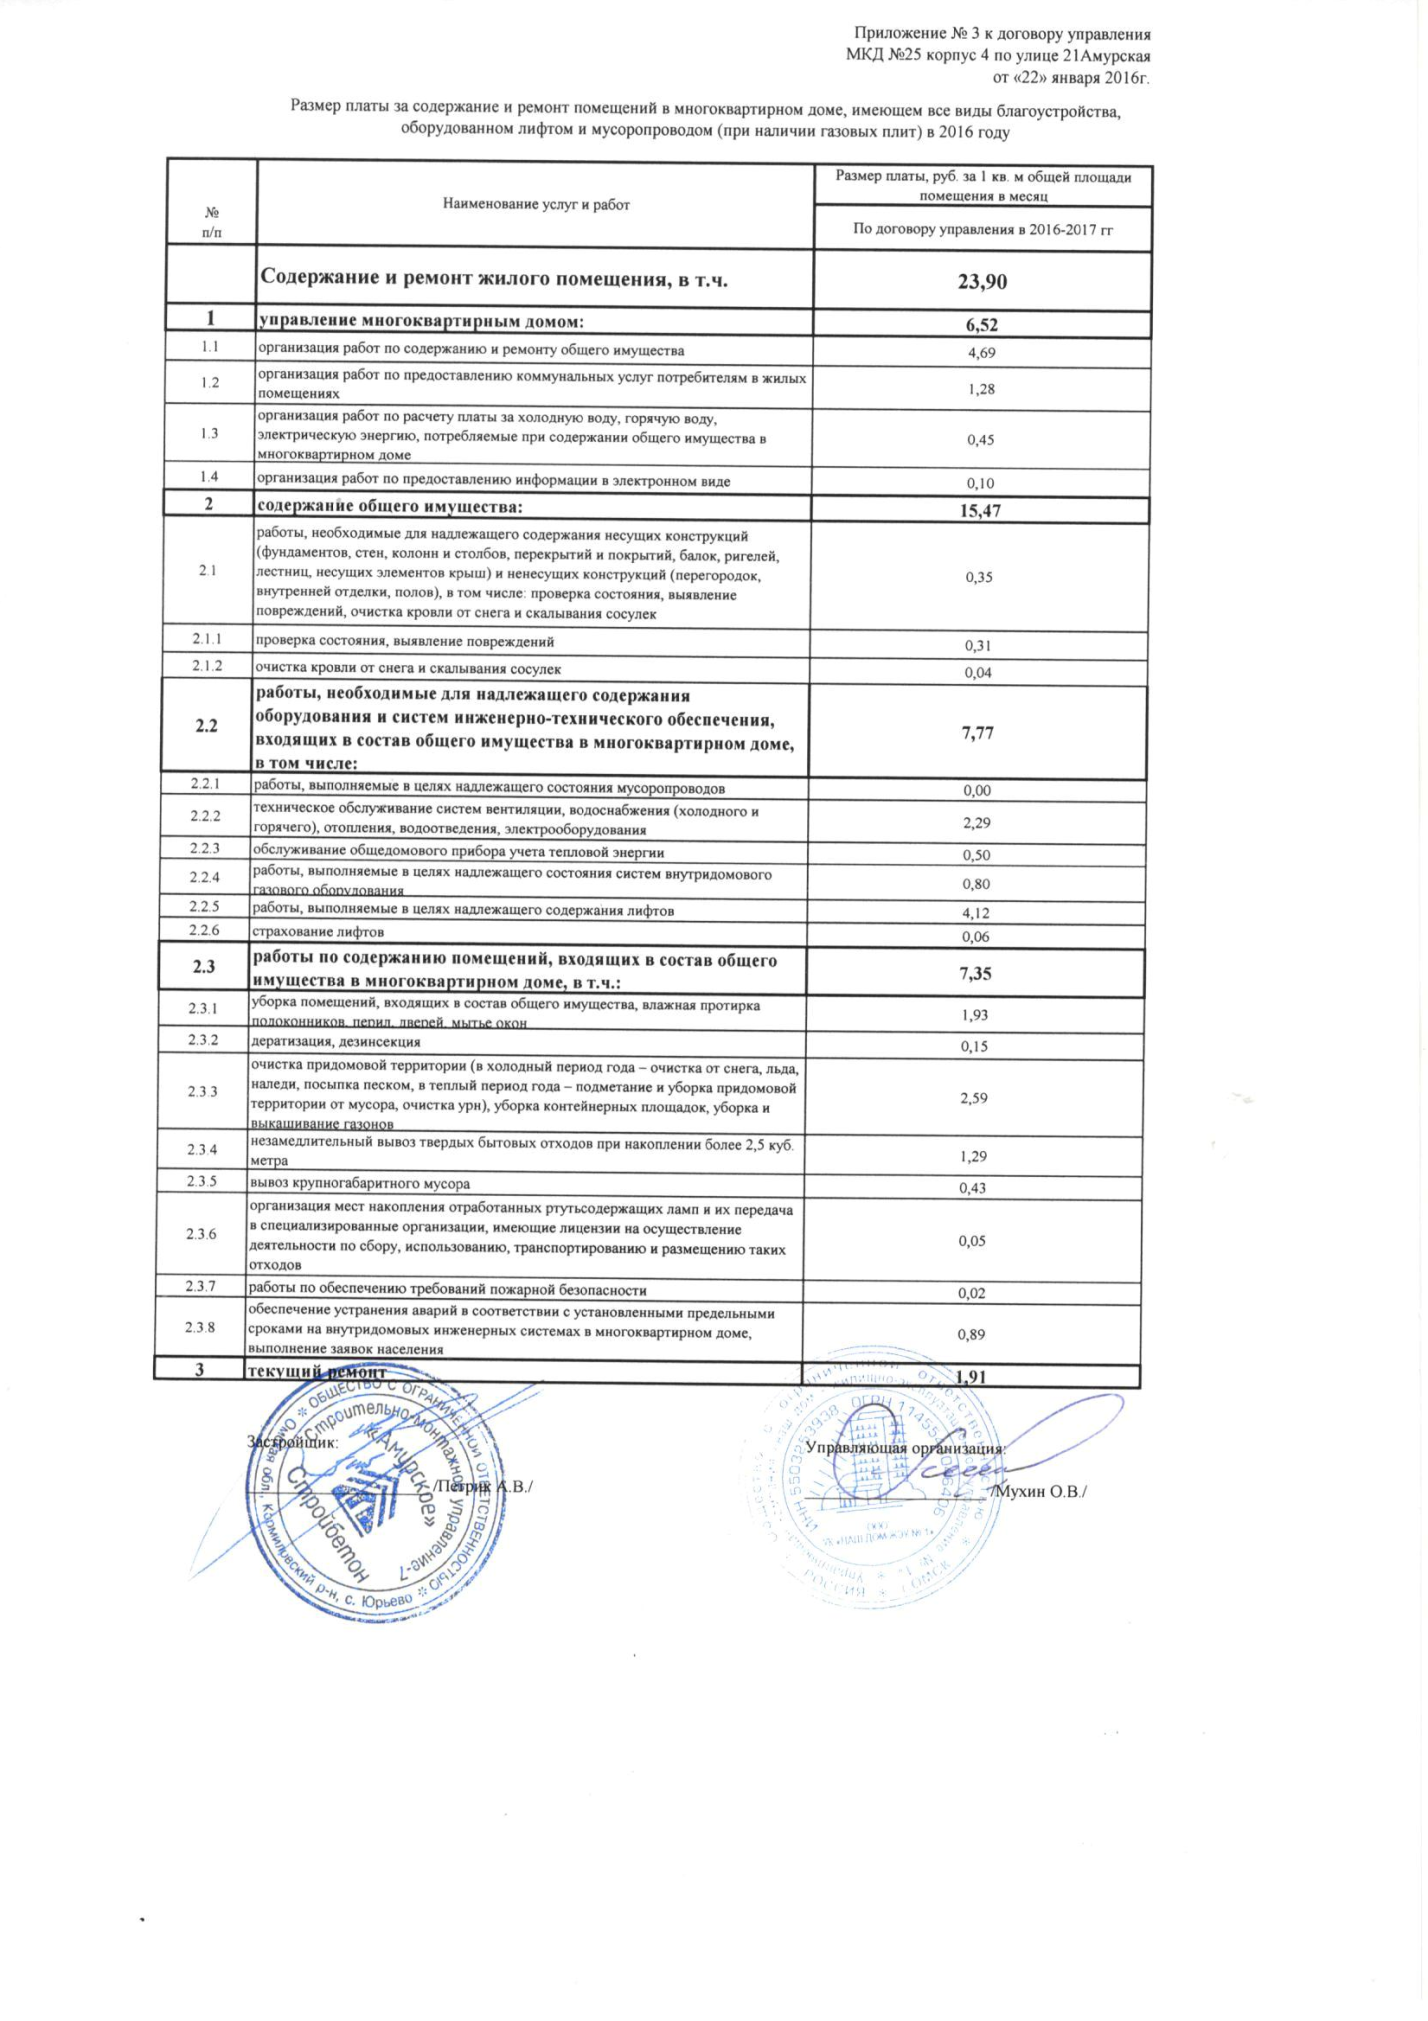 Приложение № 3 к договору управления
МКД №25 корпус 4 по улице 21Амурская
от «22» января 2016г.
Размер платы за содержание и ремонт помещений в многоквартирном доме, имеющем все виды благоустройства,
оборудованном лифтом и мусоропроводом (при наличии газовых плит) в 2016 году
№
п/п
Наименование услуг и работ
Размер платы, руб. за 1 кв. м общей площади
помещения в месяц
По договору управления в 2016-2017 гг
Содержание и ремонт жилого помещения, в т.ч. 23,90
1 управление многоквартирным домом: 6,52
1.1 организация работ по содержанию и ремонту общего имущества 4,69
1.2 организация работ по предоставлению коммунальных услуг потребителям в жилых
помещениях 1,28
1.3 организация работ по расчету платы за холодную воду, горячую воду,
электрическую энергию, потребляемые при содержании общего имущества в
многоквартирном доме 0,45
1.4 организация работ по предоставлению информации в электронном виде 0,10
2 содержание общего имущества: 15,47
2.1 работы, необходимые для надлежащего содержания несущих конструкций
(фундаментов, стен, колонн и столбов, перекрытий и покрытий, балок, ригелей,
лестниц, несущих элементов крыш) и ненесущих конструкций (перегородок,
внутренней отделки, полов), в том числе: проверка состояния, выявление
повреждений, очистка кровли от снега и скалывания сосулек 0,35
2.1.1 проверка состояния, выявление повреждений 0,31
2.1.2 очистка кровли от снега и скалывания сосулек 0,04
2.2 работы, необходимые для надлежащего содержания
оборудования и систем инженерно-технического обеспечения,
входящих в состав общего имущества в многоквартирном доме,
в том числе: 7,77
2.2.1 работы, выполняемые в целях надлежащего состояния мусоропроводов 0,00
2.2.2 техническое обслуживание систем вентиляции, водоснабжения (холодного и
горячего), отопления, водоотведения, электрооборудования 2,29
2.2.3 обслуживание общедомового прибора учета тепловой энергии 0,50
2.2.4 работы, выполняемые в целях надлежащего состояния систем внутридомового
газового оборудования 0,80
2.2.5 работы, выполняемые в целях надлежащего содержания лифтов 4,12
2.2.6 страхование лифтов 0,06
2.3 работы по содержанию помещений, входящих в состав общего
имущества в многоквартирном доме, в т.ч.: 7,35
2.3.1 уборка помещений, входящих в состав общего имущества, влажная протирка
подоконников, перил, дверей, мытье окон 1,93
2.3.2 дератизация, дезинсекция 0,15
2.3.3 очистка придомовой территории (в холодный период года – очистка от снега, льда,
наледи, посыпка песком, в теплый период года – подметание и уборка придомовой
территории от мусора, очистка урн), уборка контейнерных площадок, уборка и
выкашивание газонов 2,59
2.3.4 незамедлительный вывоз твердых бытовых отходов при накоплении более 2,5 куб.
метра 1,29
2.3.5 вывоз крупногабаритного мусора 0,43
2.3.6 организация мест накопления отработанных ртутьсодержащих ламп и их передача
в специализированные организации, имеющие лицензии на осуществление
деятельности по сбору, использованию, транспортированию и размещению таких
отходов 0,05
2.3.7 работы по обеспечению требований пожарной безопасности 0,02
2.3.8 обеспечение устранения аварий в соответствии с установленными предельными
сроками на внутридомовых инженерных системах в многоквартирном доме,
выполнение заявок населения 0,89
3 текущий ремонт 1,91
Застройщик:
/Петрик А.В./
Управляющая организация:
/Мухин О.В./
ОБЩЕСТВО С ОГРАНИЧЕННОЙ ОТВЕТСТВЕННОСТЬЮ
Кормиловский р-н, с. Юрьево
Строительно-монтажное управление-7
«Амурское»
Стройбетон
ИНН 5503253938
РОССИЯ
г. ОМСК